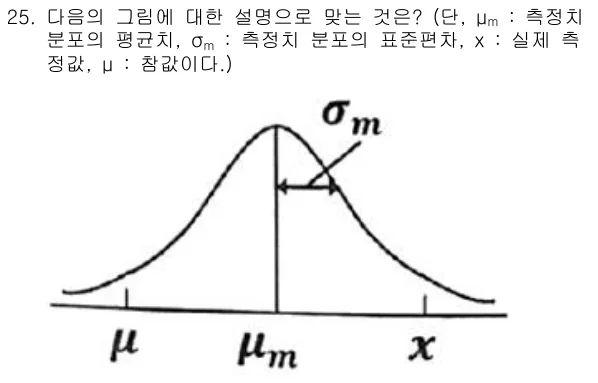 25. 다음의 그림에 대한 설명으로 맞는 것은? (단, μm : 측정치
분포의 평균치, σm : 측정치 분포의 표준편차, x : 실제 측
정값, μ : 참값이다.)
σm
μ μm x